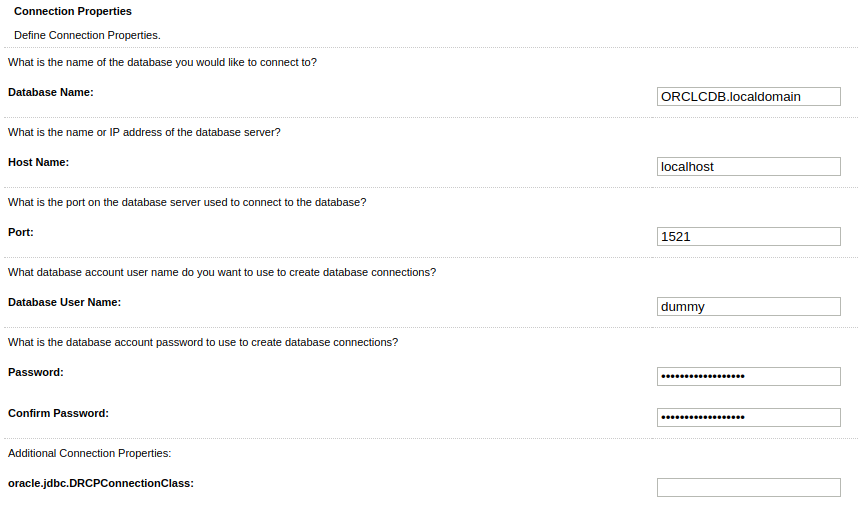 Connection Properties
Define Connection Properties.
What is the name of the database you would like to connect to?
Database Name:
ORCLCDB.localdomain
What is the name or IP address of the database server?
Host Name:
localhost
What is the port on the database server used to connect to the database?
Port:
1521
What database account user name do you want to use to create database connections?
Database User Name:
dummy
What is the database account password to use to create database connections?
Password:
••••••••••••••••••
Confirm Password:
••••••••••••••••••
Additional Connection Properties:
oracle.jdbc.DRCPConnectionClass: